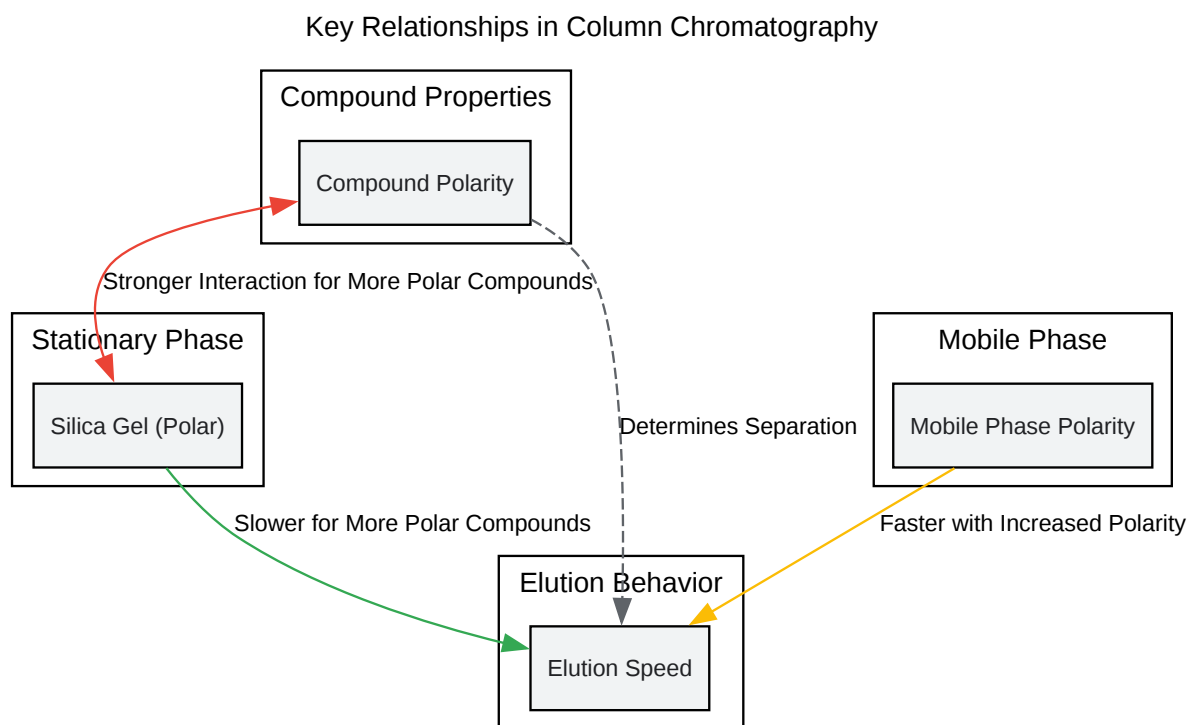 Key Relationships in Column Chromatography
Compound Properties
Compound Polarity
Stronger Interaction for More Polar Compounds
Stationary Phase
Mobile Phase
Silica Gel (Polar)
Determines Separation
Mobile Phase Polarity
Slower for More Polar Compounds
Faster with Increased Polarity
Elution Behavior
Elution Speed